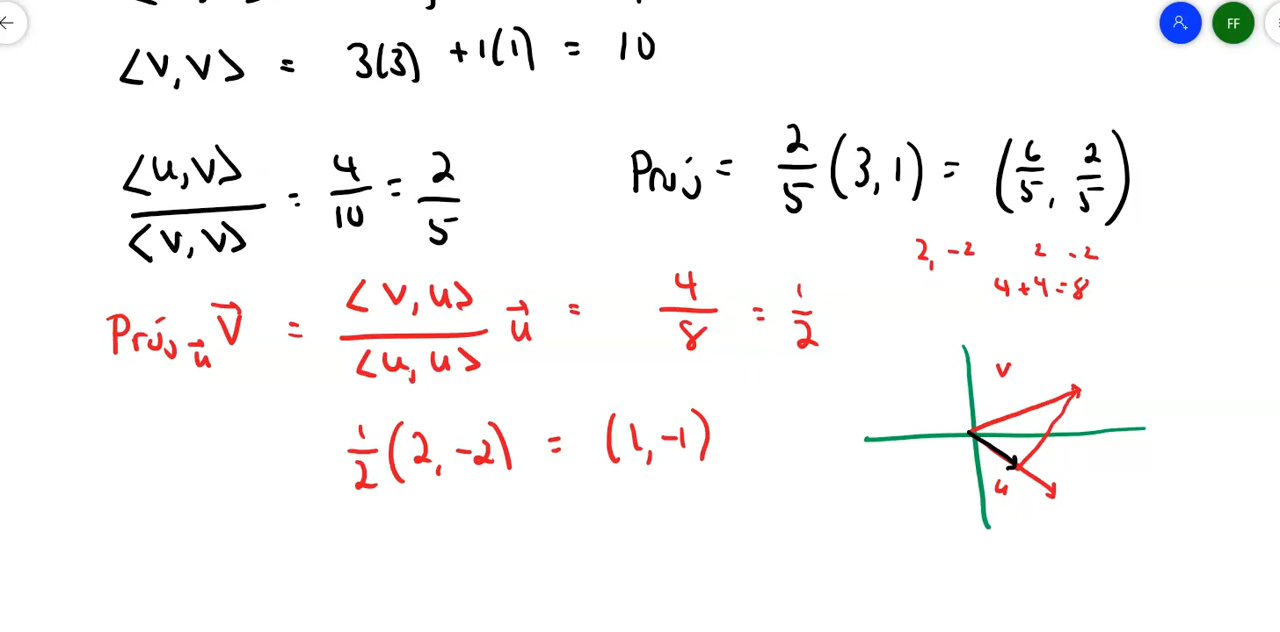 FF
⟨v,v⟩ = 3(3) + 1(1) = 10
⟨u,v⟩/⟨v,v⟩ = 4/10 = 2/5
Proj = 2/5 (3,1) = (6/5, 2/5)
2, -2 2 -2
4+4=8
Proj_u⃗ v⃗ = ⟨v,u⟩/⟨u,u⟩ u⃗ = 4/8 = 1/2
v
1/2 (2,-2) = (1,-1)
u